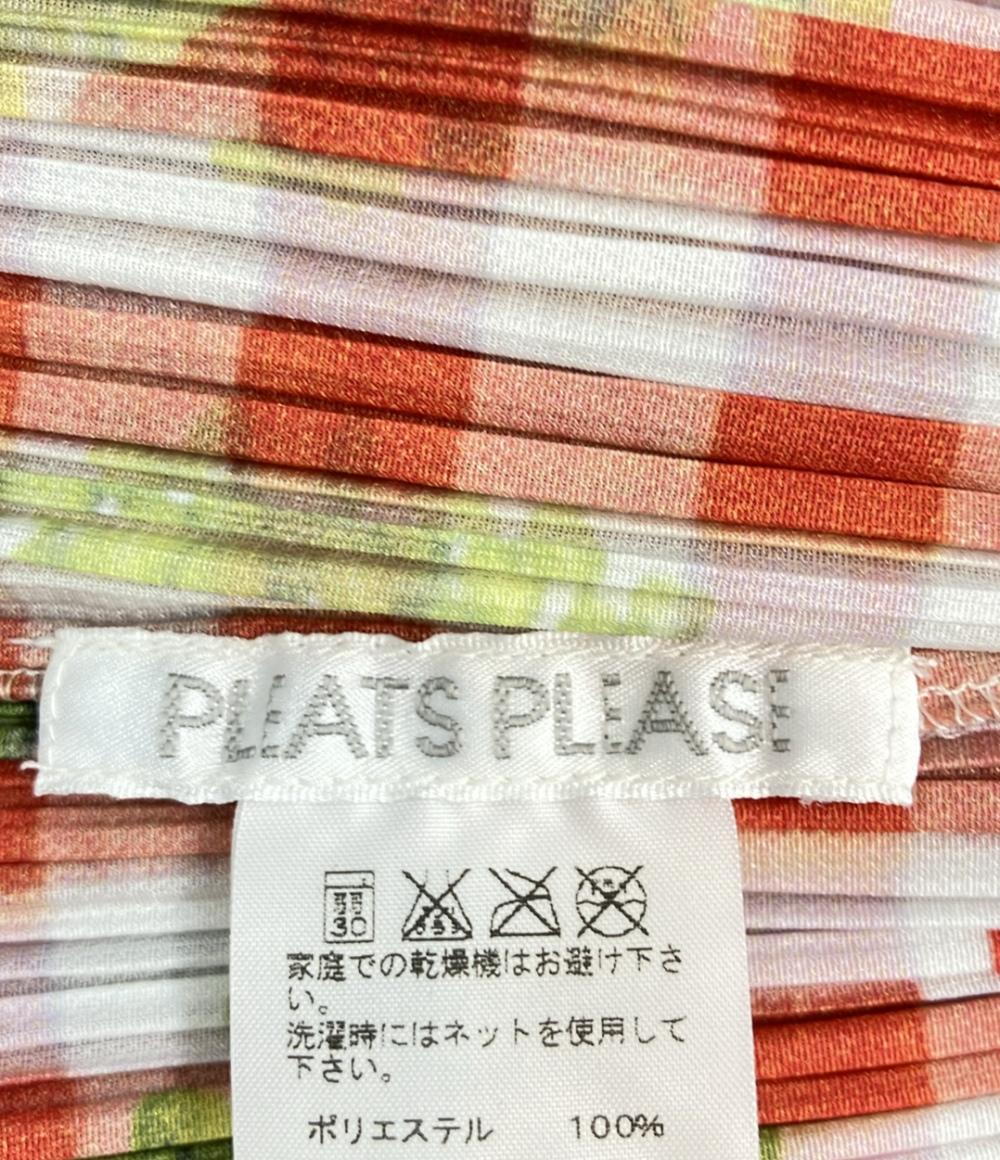 PLEATS PLEASE
30
家庭での乾燥機はお避け下さ
い。
洗濯時にはネットを使用して
下さい。
ポリエステル 100%